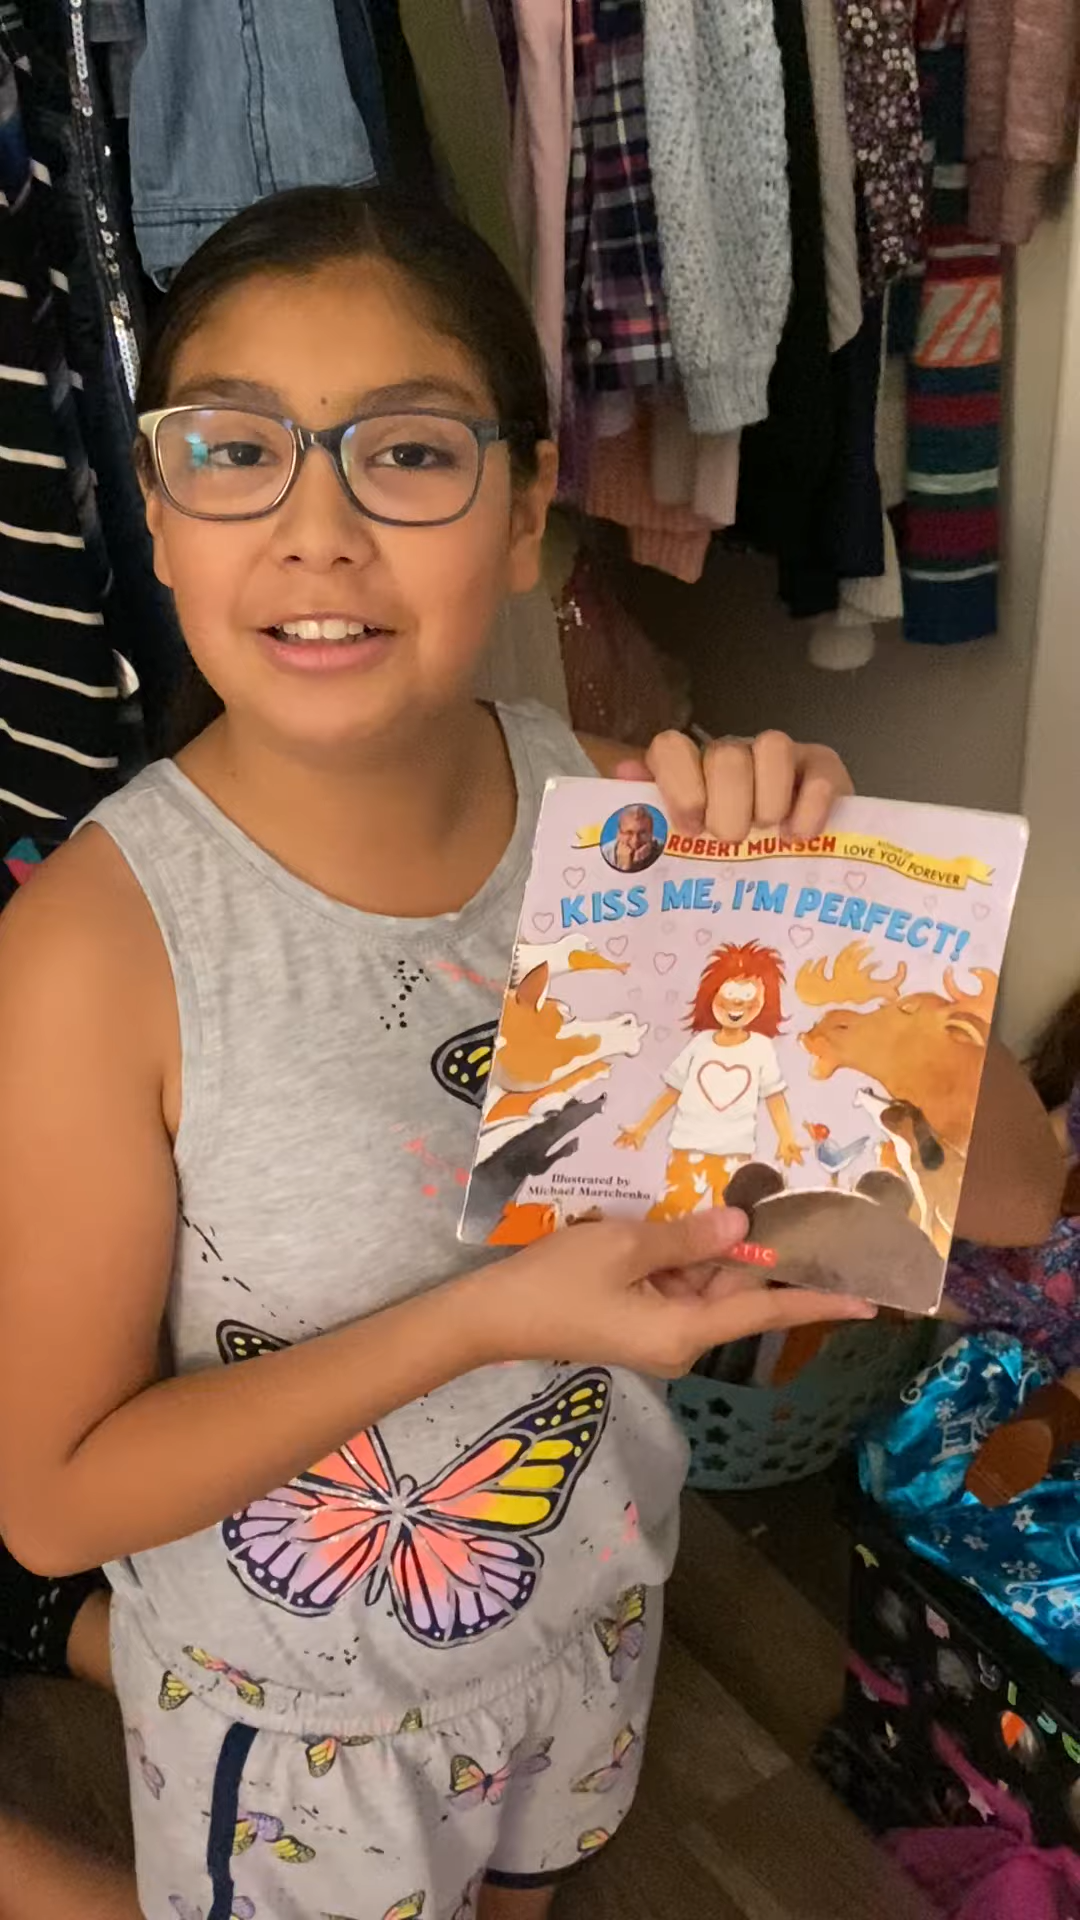 ROBERT MUNSCH
AUTHOR OF
LOVE YOU FOREVER
KISS ME, I'M PERFECT!
Illustrated by
Michael Martchenko